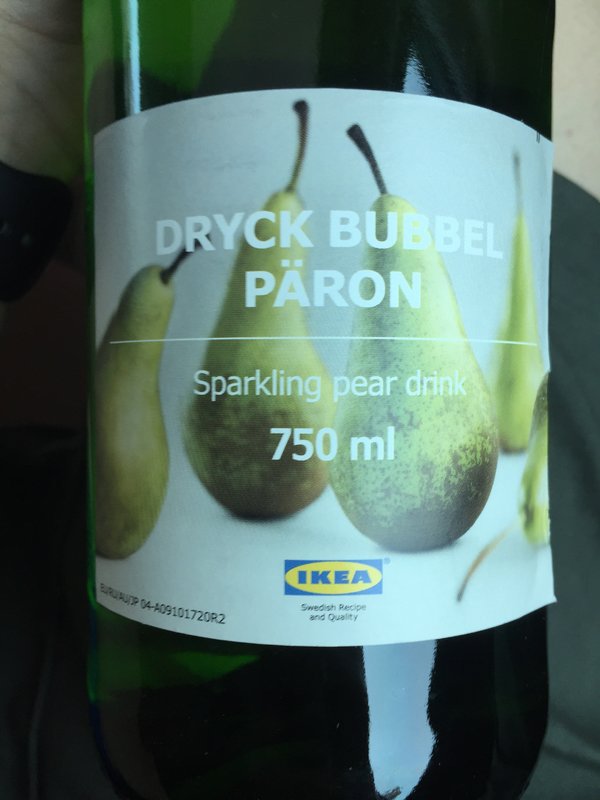 DRYCK BUBBEL
PÄRON
Sparkling pear drink
750 ml
IKEA
Swedish Recipe
and Quality
EU/RU/AU/JP 04-A09101720R2